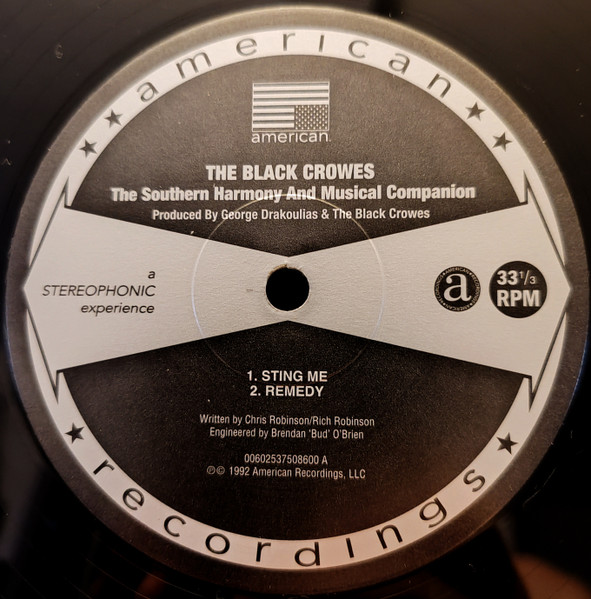 american
american
THE BLACK CROWES
The Southern Harmony And Musical Companion
Produced By George Drakoulias & The Black Crowes
a
STEREOPHONIC
experience
a
33 1/3
RPM
1. STING ME
2. REMEDY
Written by Chris Robinson/Rich Robinson
Engineered by Brendan 'Bud' O'Brien
00602537508600 A
℗© 1992 American Recordings, LLC
recordings